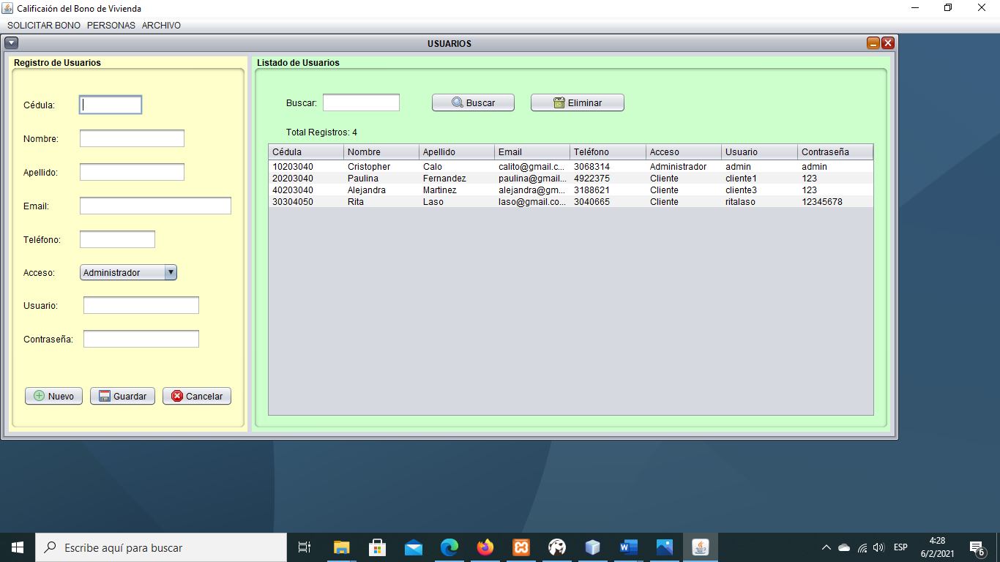 Calificaión del Bono de Vivienda
SOLICITAR BONO PERSONAS ARCHIVO
USUARIOS
Registro de Usuarios
Cédula:
Nombre:
Apellido:
Email:
Teléfono:
Acceso: Administrador
Usuario:
Contraseña:
Nuevo Guardar Cancelar
Listado de Usuarios
Buscar: Buscar Eliminar
Total Registros: 4
Cédula Nombre Apellido Email Teléfono Acceso Usuario Contraseña
10203040 Cristopher Calo calito@gmail.c... 3068314 Administrador admin admin
20203040 Paulina Fernandez paulina@gmail... 4922375 Cliente cliente1 123
40203040 Alejandra Martinez alejandra@gm... 3188621 Cliente cliente3 123
30304050 Rita Laso laso@gmail.co... 3040665 Cliente ritalaso 12345678
Escribe aquí para buscar
ESP
4:28
6/2/2021
6